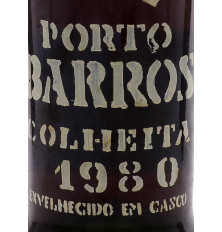 PORTO
BARROS
COLHEITA
1980
ENVELHECIDO EM CASCO